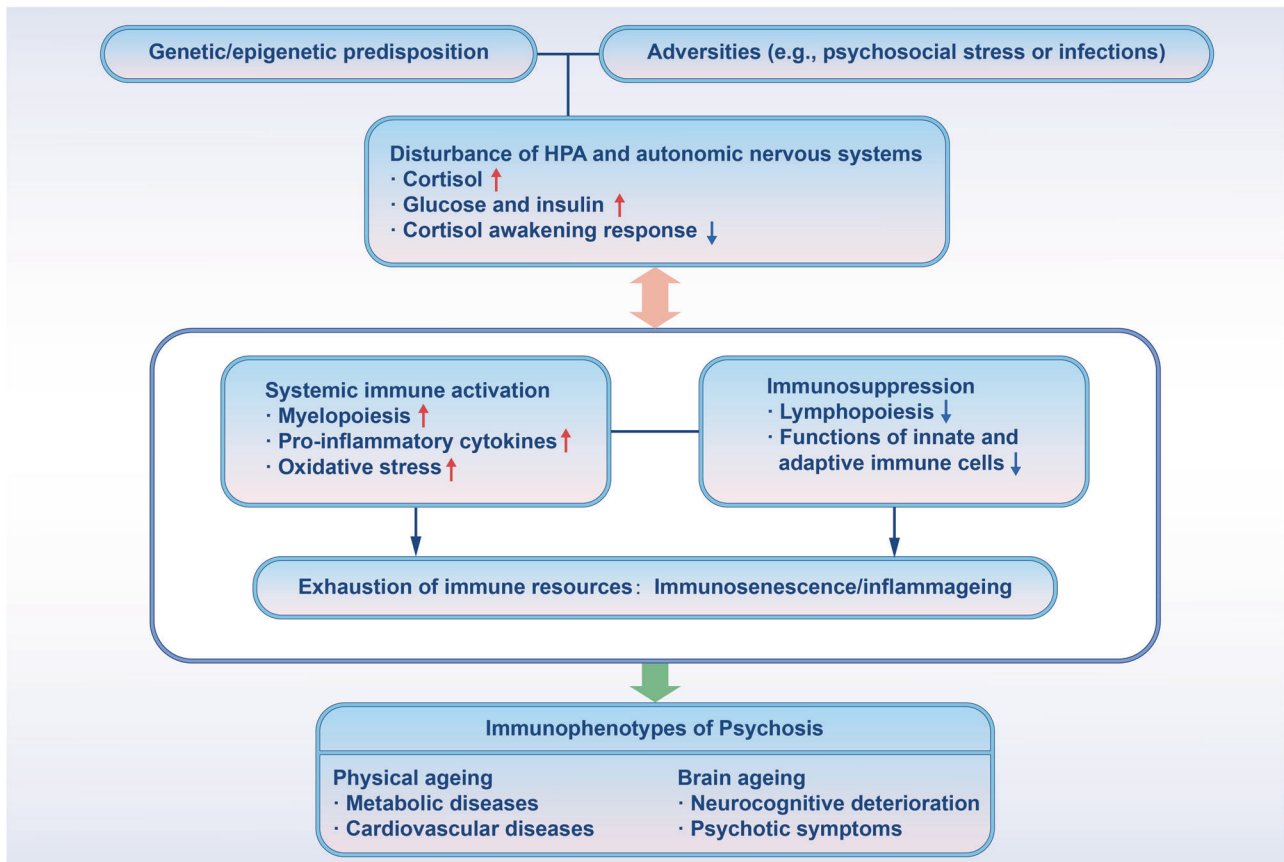 Genetic/epigenetic predisposition
Adversities (e.g., psychosocial stress or infections)
Disturbance of HPA and autonomic nervous systems
· Cortisol ↑
· Glucose and insulin ↑
· Cortisol awakening response ↓
Systemic immune activation
· Myelopoiesis ↑
· Pro-inflammatory cytokines ↑
· Oxidative stress ↑
Immunosuppression
· Lymphopoiesis ↓
· Functions of innate and
adaptive immune cells ↓
Exhaustion of immune resources: Immunosenescence/inflammageing
Immunophenotypes of Psychosis
Physical ageing
· Metabolic diseases
· Cardiovascular diseases
Brain ageing
· Neurocognitive deterioration
· Psychotic symptoms